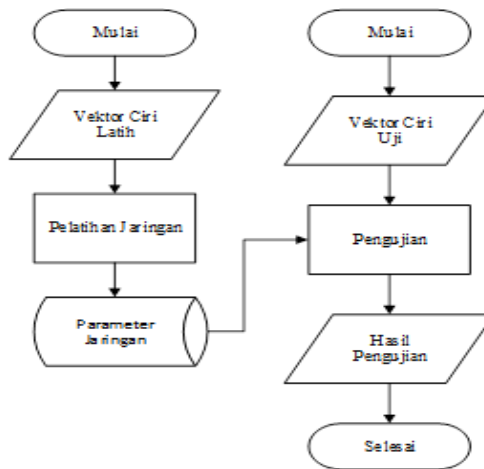 Mulai
Vektor Ciri
Latih
Pelatihan Jaringan
Parameter
Jaringan
Mulai
Vektor Ciri
Uji
Pengujian
Hasil
Pengujian
Selesai